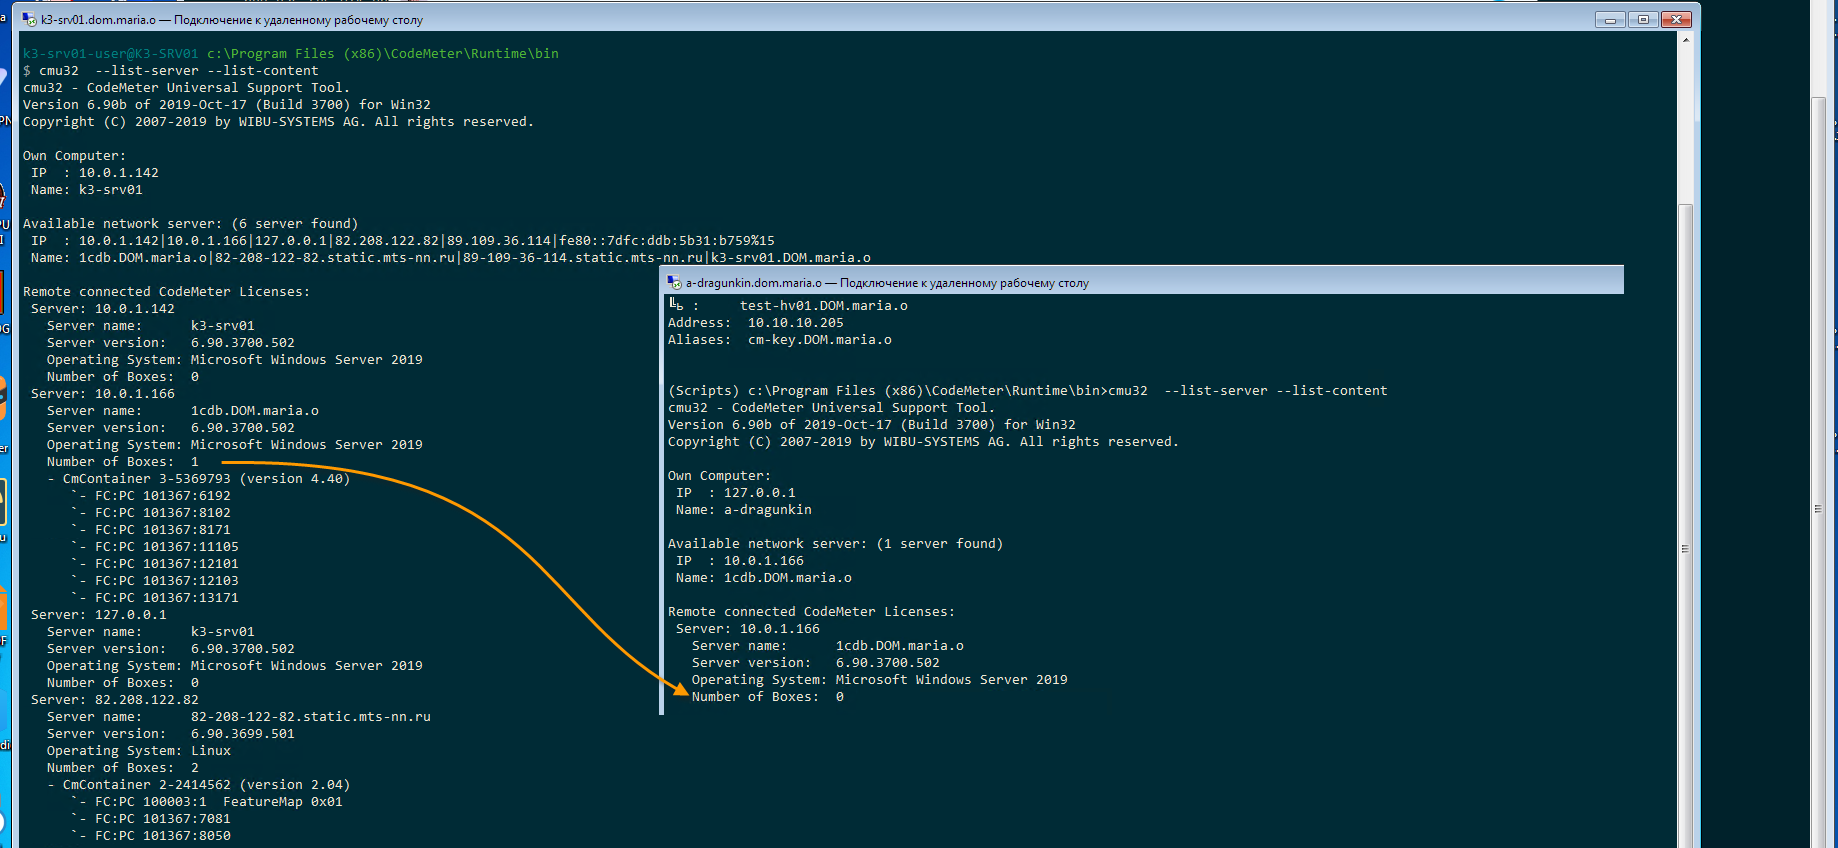 k3-srv01.dom.maria.o — Подключение к удаленному рабочему столу
k3-srv01-user@K3-SRV01 c:\Program Files (x86)\CodeMeter\Runtime\bin
$ cmu32  --list-server --list-content
cmu32 - CodeMeter Universal Support Tool.
Version 6.90b of 2019-Oct-17 (Build 3700) for Win32
Copyright (C) 2007-2019 by WIBU-SYSTEMS AG. All rights reserved.
Own Computer:
IP  : 10.0.1.142
Name: k3-srv01
Available network server: (6 server found)
IP  : 10.0.1.142|10.0.1.166|127.0.0.1|82.208.122.82|89.109.36.114|fe80::7dfc:ddb:5b31:b759%15
Name: 1cdb.DOM.maria.o|82-208-122-82.static.mts-nn.ru|89-109-36-114.static.mts-nn.ru|k3-srv01.DOM.maria.o
Remote connected CodeMeter Licenses:
Server: 10.0.1.142
Server name:      k3-srv01
Server version:   6.90.3700.502
Operating System: Microsoft Windows Server 2019
Number of Boxes:  0
Server: 10.0.1.166
Server name:      1cdb.DOM.maria.o
Server version:   6.90.3700.502
Operating System: Microsoft Windows Server 2019
Number of Boxes:  1
- CmContainer 3-5369793 (version 4.40)
`- FC:PC 101367:6192
`- FC:PC 101367:8102
`- FC:PC 101367:8171
`- FC:PC 101367:11105
`- FC:PC 101367:12101
`- FC:PC 101367:12103
`- FC:PC 101367:13171
Server: 127.0.0.1
Server name:      k3-srv01
Server version:   6.90.3700.502
Operating System: Microsoft Windows Server 2019
Number of Boxes:  0
Server: 82.208.122.82
Server name:      82-208-122-82.static.mts-nn.ru
Server version:   6.90.3699.501
Operating System: Linux
Number of Boxes:  2
- CmContainer 2-2414562 (version 2.04)
`- FC:PC 100003:1  FeatureMap 0x01
`- FC:PC 101367:7081
`- FC:PC 101367:8050
a-dragunkin.dom.maria.o — Подключение к удаленному рабочему столу
╚ь :     test-hv01.DOM.maria.o
Address:  10.10.10.205
Aliases:  cm-key.DOM.maria.o
(Scripts) c:\Program Files (x86)\CodeMeter\Runtime\bin>cmu32  --list-server --list-content
cmu32 - CodeMeter Universal Support Tool.
Version 6.90b of 2019-Oct-17 (Build 3700) for Win32
Copyright (C) 2007-2019 by WIBU-SYSTEMS AG. All rights reserved.
Own Computer:
IP  : 127.0.0.1
Name: a-dragunkin
Available network server: (1 server found)
IP  : 10.0.1.166
Name: 1cdb.DOM.maria.o
Remote connected CodeMeter Licenses:
Server: 10.0.1.166
Server name:      1cdb.DOM.maria.o
Server version:   6.90.3700.502
Operating System: Microsoft Windows Server 2019
Number of Boxes:  0